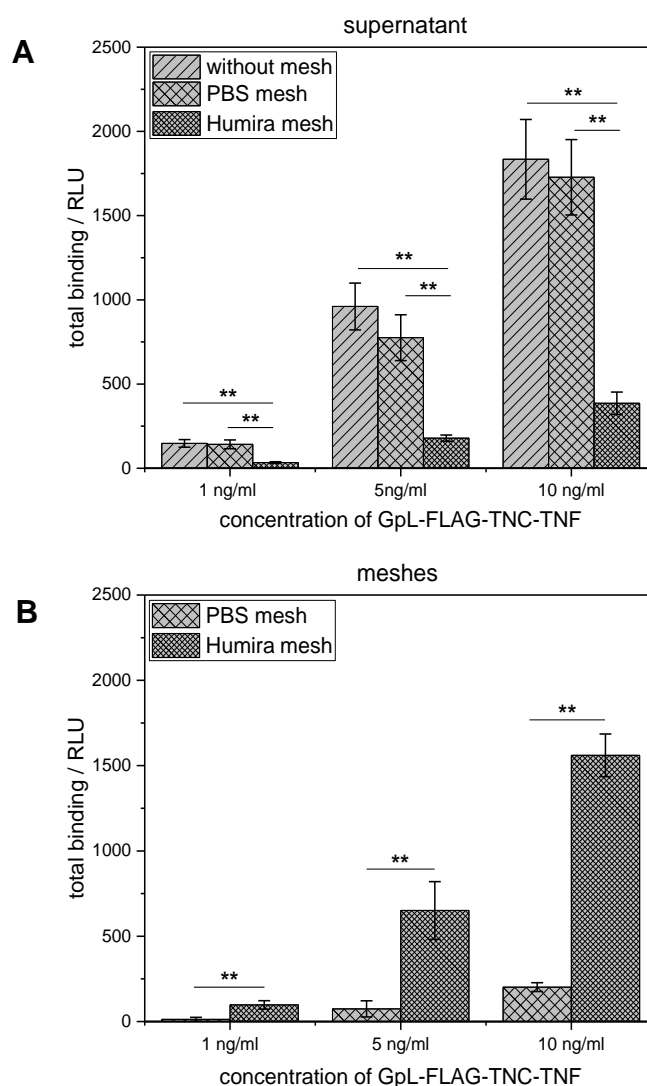 supernatant
A
2500
without mesh
PBS mesh
Humira mesh
2000
1500
1000
500
0
total binding / RLU
** 
**
**
**
**
**
1 ng/ml 5ng/ml 10 ng/ml
concentration of GpL-FLAG-TNC-TNF
meshes
B
2500
PBS mesh
Humira mesh
2000
1500
1000
500
0
total binding / RLU
**
**
**
1 ng/ml 5 ng/ml 10 ng/ml
concentration of GpL-FLAG-TNC-TNF